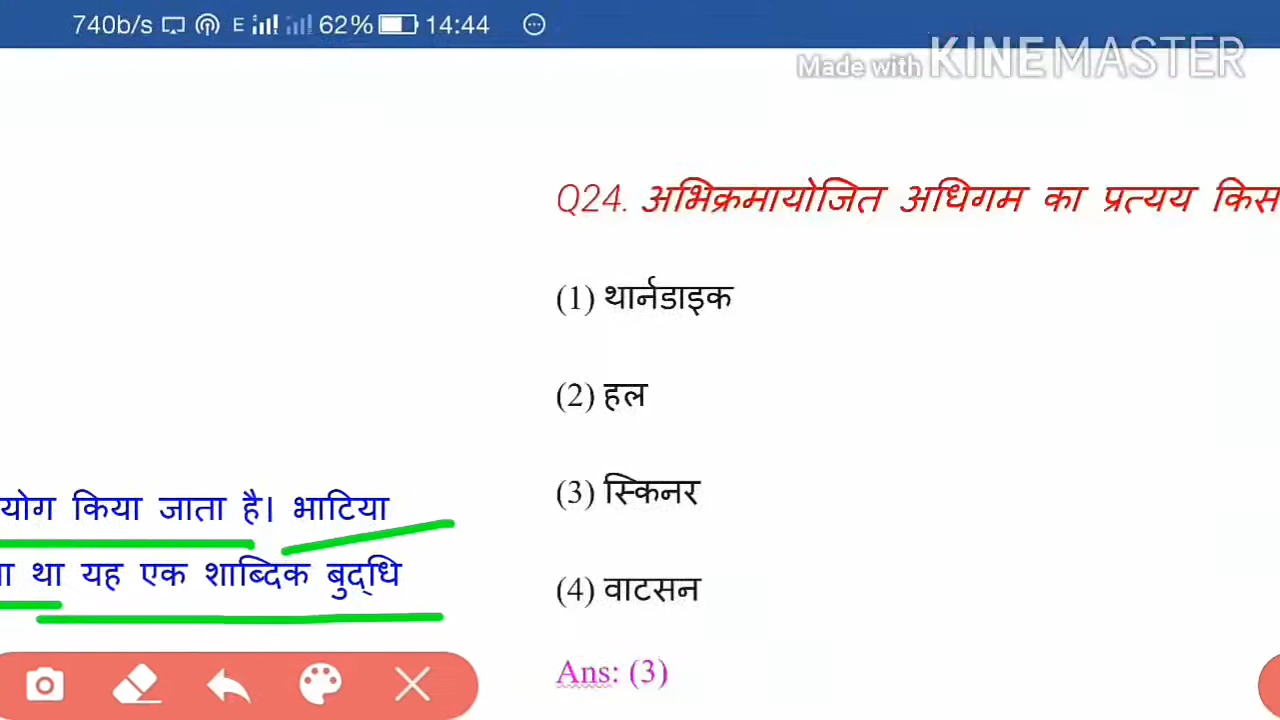 740b/s E 62% 14:44
Made with KINEMASTER
Q24. अभिक्रमायोजित अधिगम का प्रत्यय किस
(1) थार्नडाइक
(2) हल
(3) स्किनर
योग किया जाता है। भाटिया
था यह एक शाब्दिक बुद्धि
(4) वाटसन
Ans: (3)